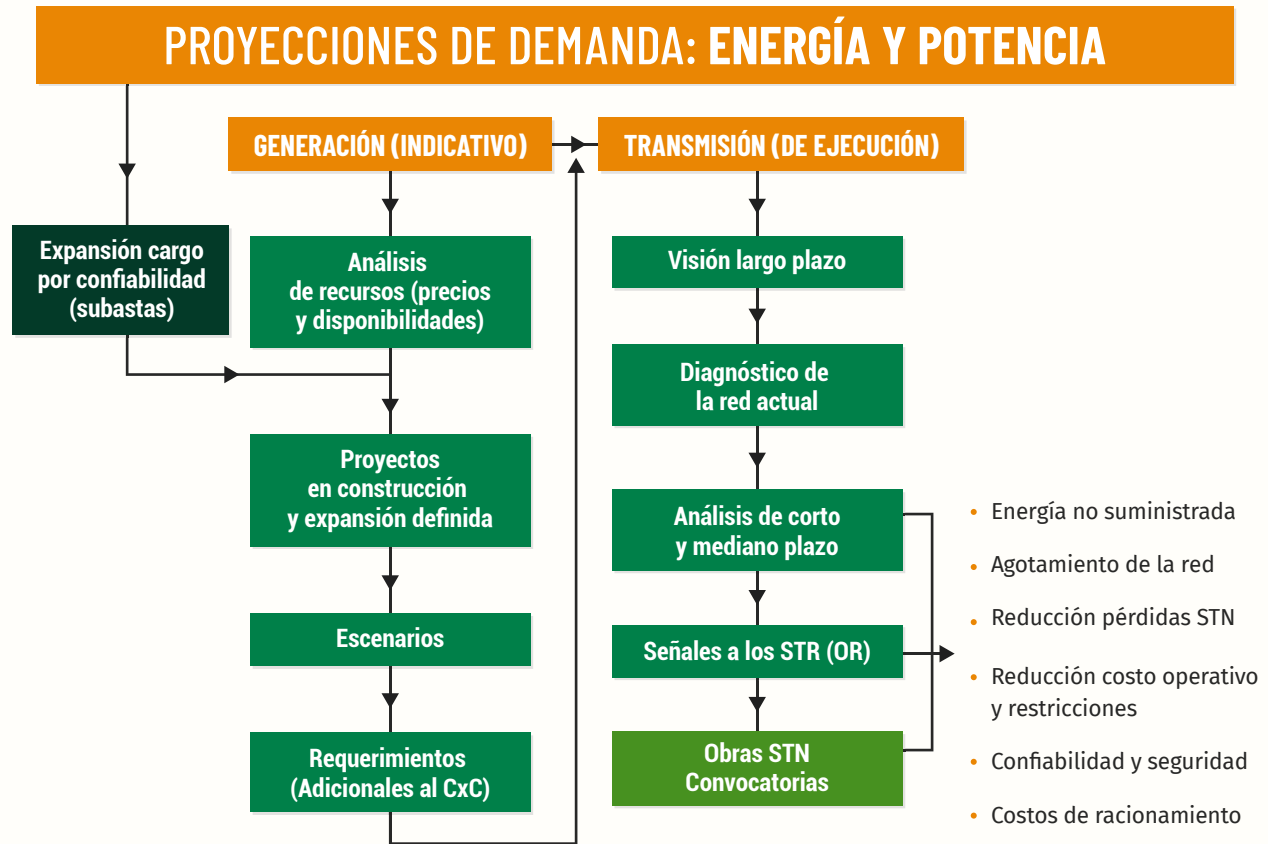 PROYECCIONES DE DEMANDA: ENERGÍA Y POTENCIA
GENERACIÓN (INDICATIVO)
TRANSMISIÓN (DE EJECUCIÓN)
Expansión cargo
por confiabilidad
(subastas)
Análisis
de recursos (precios
y disponibilidades)
Proyectos
en construcción
y expansión definida
Escenarios
Requerimientos
(Adicionales al CxC)
Visión largo plazo
Diagnóstico de
la red actual
Análisis de corto
y mediano plazo
Señales a los STR (OR)
Obras STN
Convocatorias
• Energía no suministrada
• Agotamiento de la red
• Reducción pérdidas STN
• Reducción costo operativo
y restricciones
• Confiabilidad y seguridad
• Costos de racionamiento